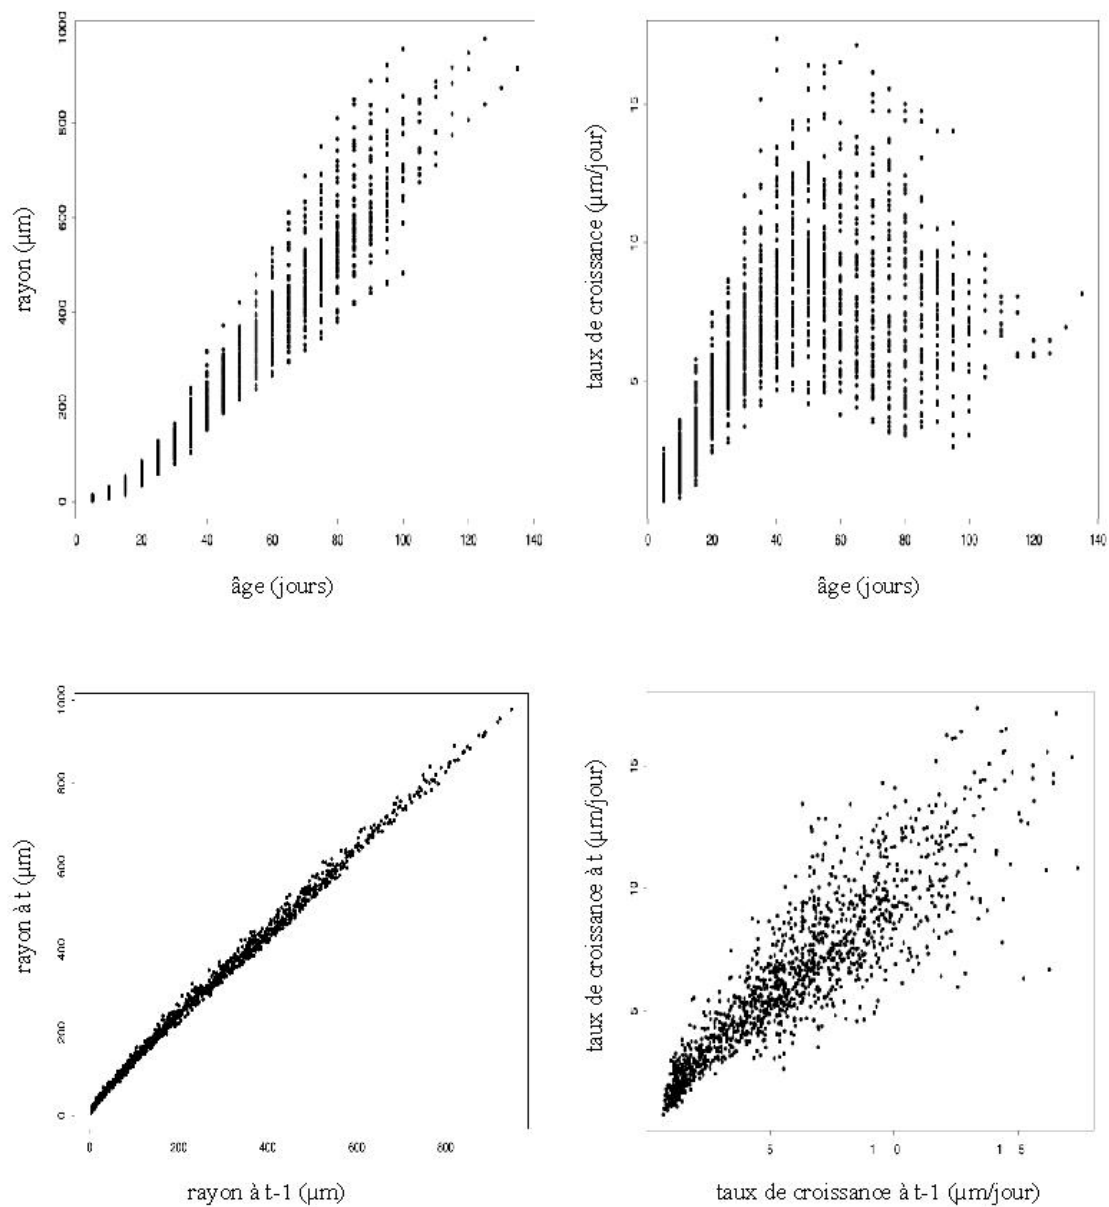 1000
800
600
400
200
0
rayon (µm)
0 20 40 60 80 100 120 140
âge (jours)
15
10
5
taux de croissance (µm/jour)
0 20 40 60 80 100 120 140
âge (jours)
1000
800
600
400
200
0
rayon à t (µm)
0 200 400 600 800
rayon à t-1 (µm)
15
10
5
taux de croissance à t (µm/jour)
5 1 0 1 5
taux de croissance à t-1 (µm/jour)